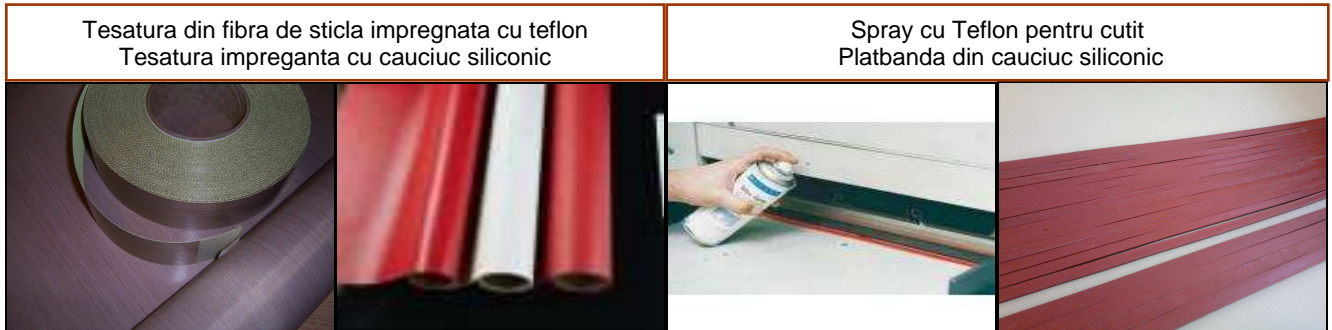 Tesatura din fibra de sticla impregnata cu teflon
Tesatura impreganta cu cauciuc siliconic
Spray cu Teflon pentru cutit
Platbanda din cauciuc siliconic